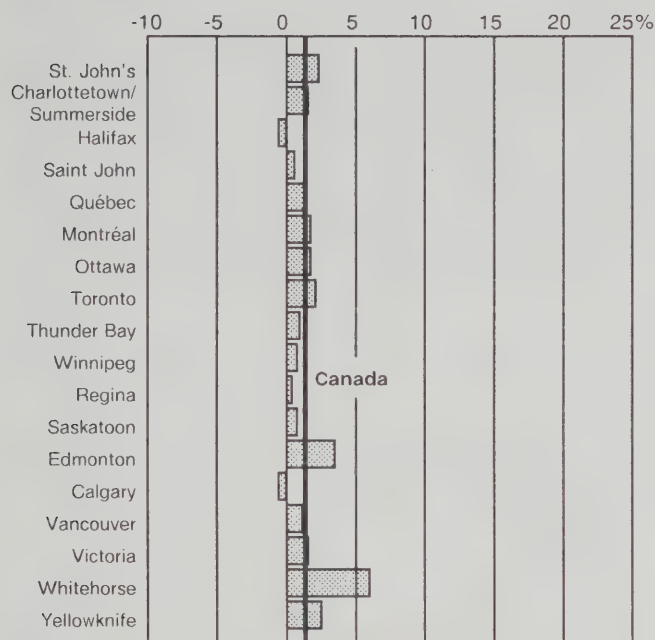 -10 -5 0 5 10 15 20 25%
St. John's
Charlottetown/
Summerside
Halifax
Saint John
Québec
Montréal
Ottawa
Toronto
Thunder Bay
Winnipeg
Canada
Regina
Saskatoon
Edmonton
Calgary
Vancouver
Victoria
Whitehorse
Yellowknife